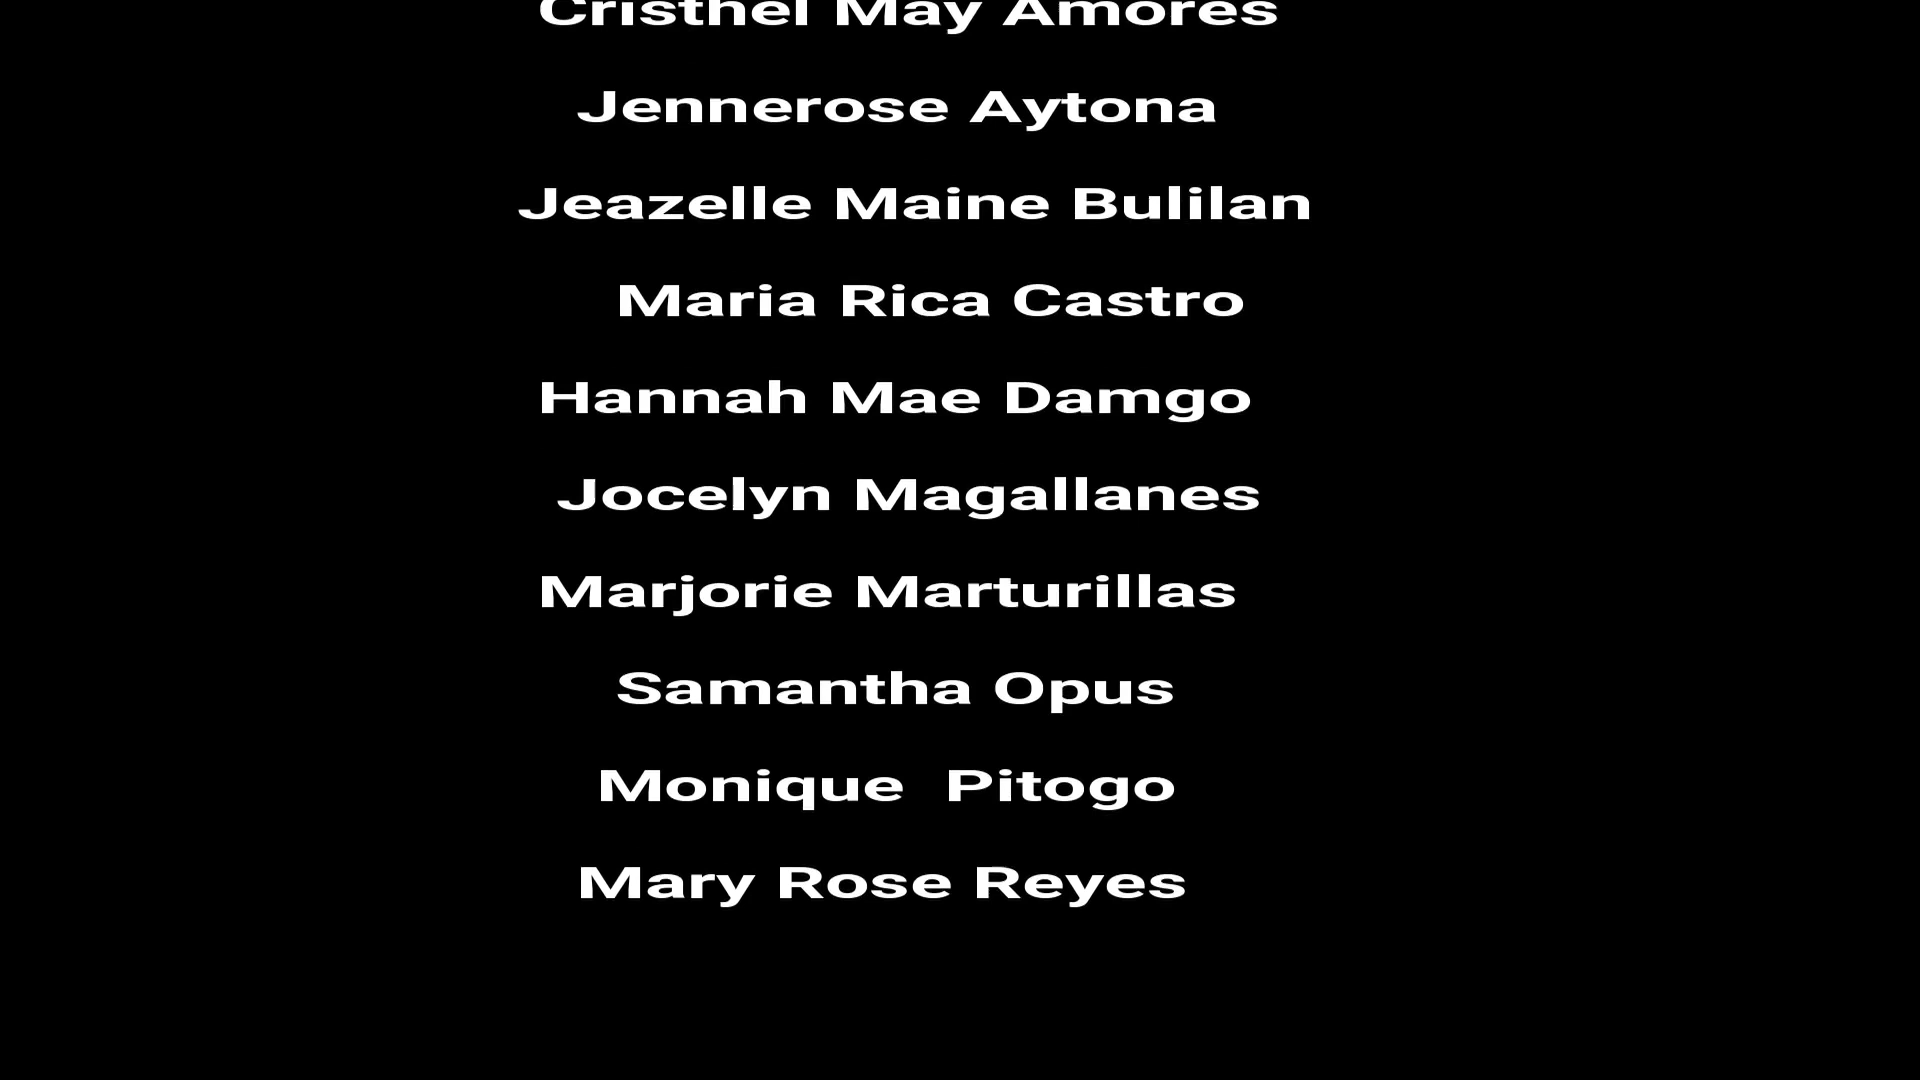 Cristhel May Amores
Jennerose Aytona
Jeazelle Maine Bulilan
Maria Rica Castro
Hannah Mae Damgo
Jocelyn Magallanes
Marjorie Marturillas
Samantha Opus
Monique  Pitogo
Mary Rose Reyes